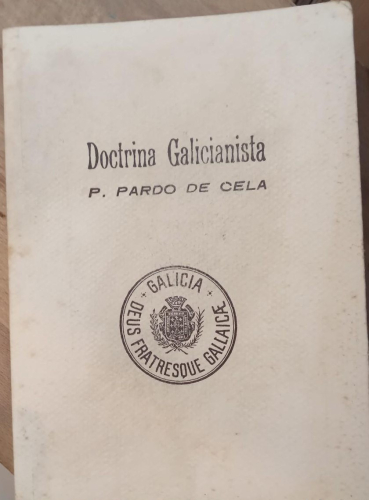 Doctrina Galicianista
P. PARDO DE CELA
GALICIA
DEUS FRATRESQUE GALLAICÆ